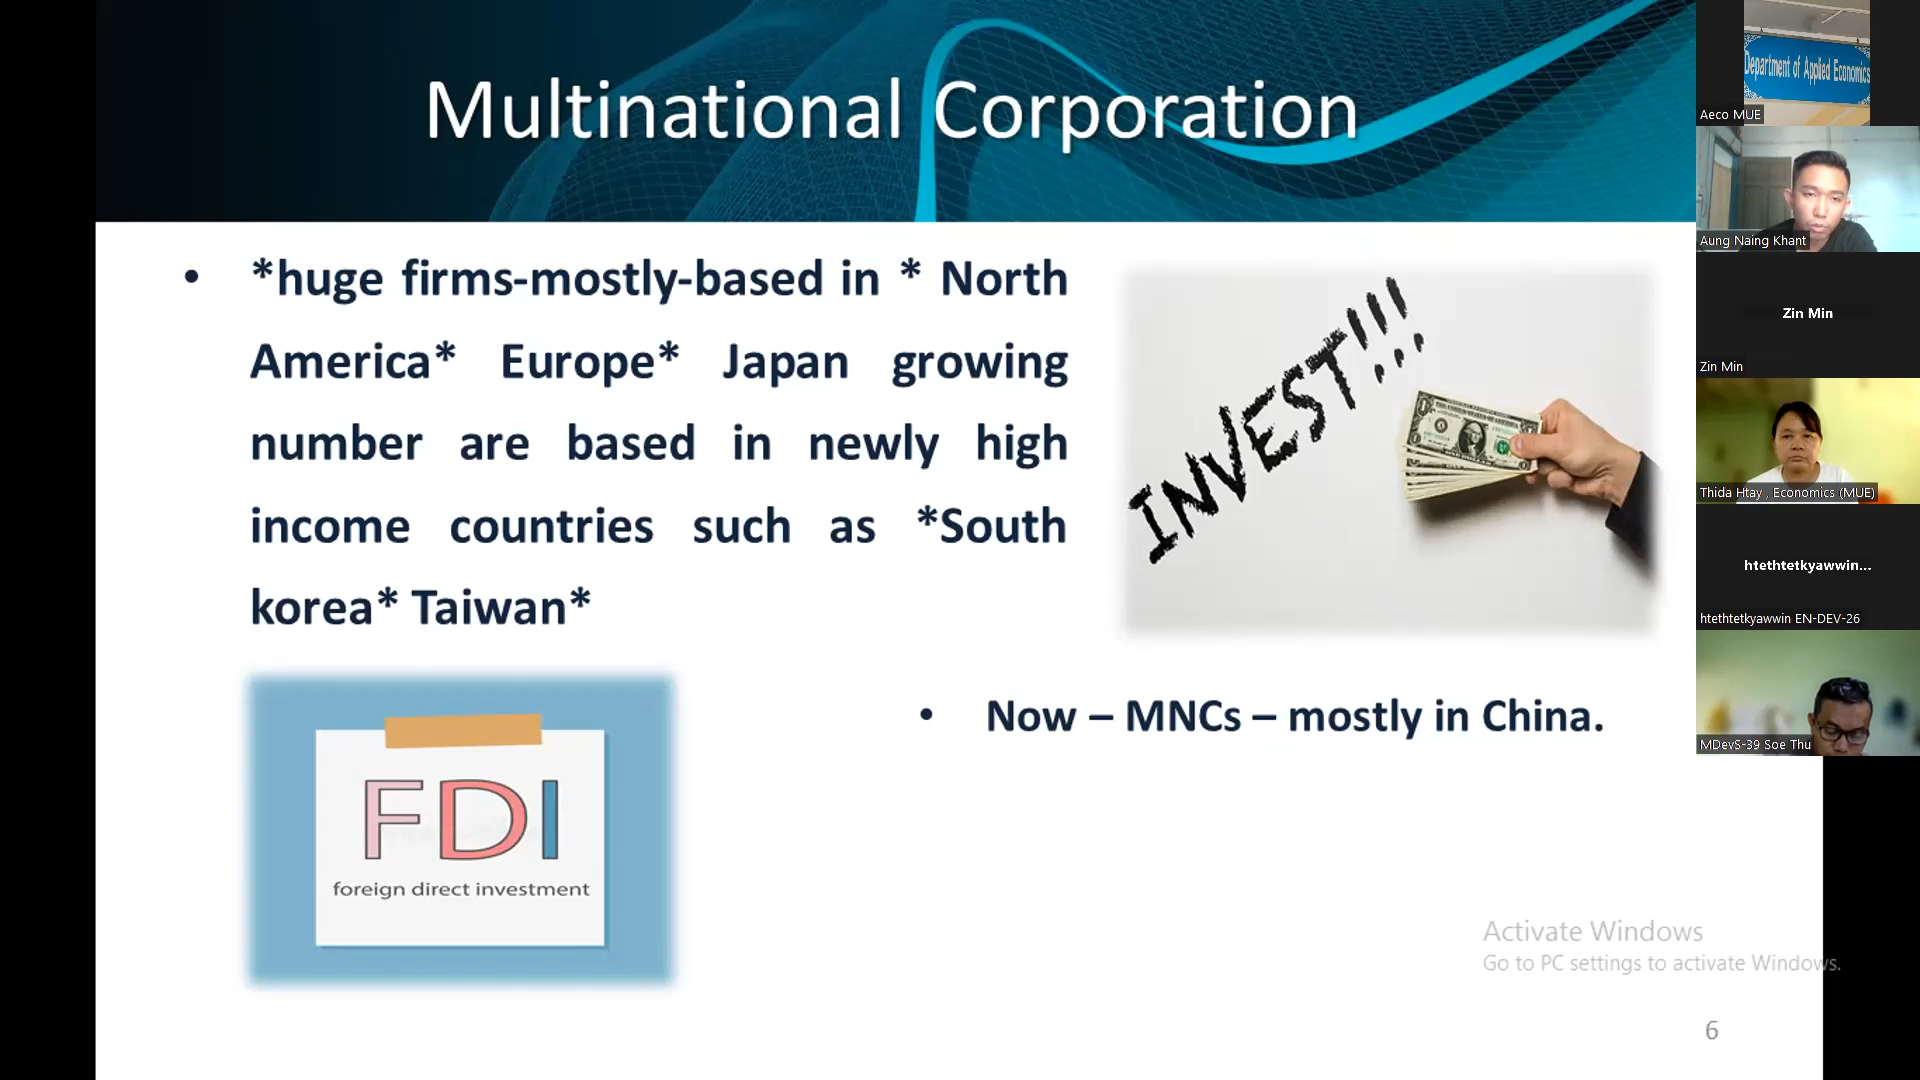 Multinational Corporation
• *huge firms-mostly-based in * North
America* Europe* Japan growing
number are based in newly high
income countries such as *South
korea* Taiwan*
INVEST!!!
FDI
foreign direct investment
• Now – MNCs – mostly in China.
Activate Windows
Go to PC settings to activate Windows.
6
Department of Applied Economics
Aeco MUE
Aung Naing Khant
Zin Min
Zin Min
Thida Htay , Economics (MUE)
htethtetkyawwin...
htethtetkyawwin EN-DEV-26
MDevS-39 Soe Thu